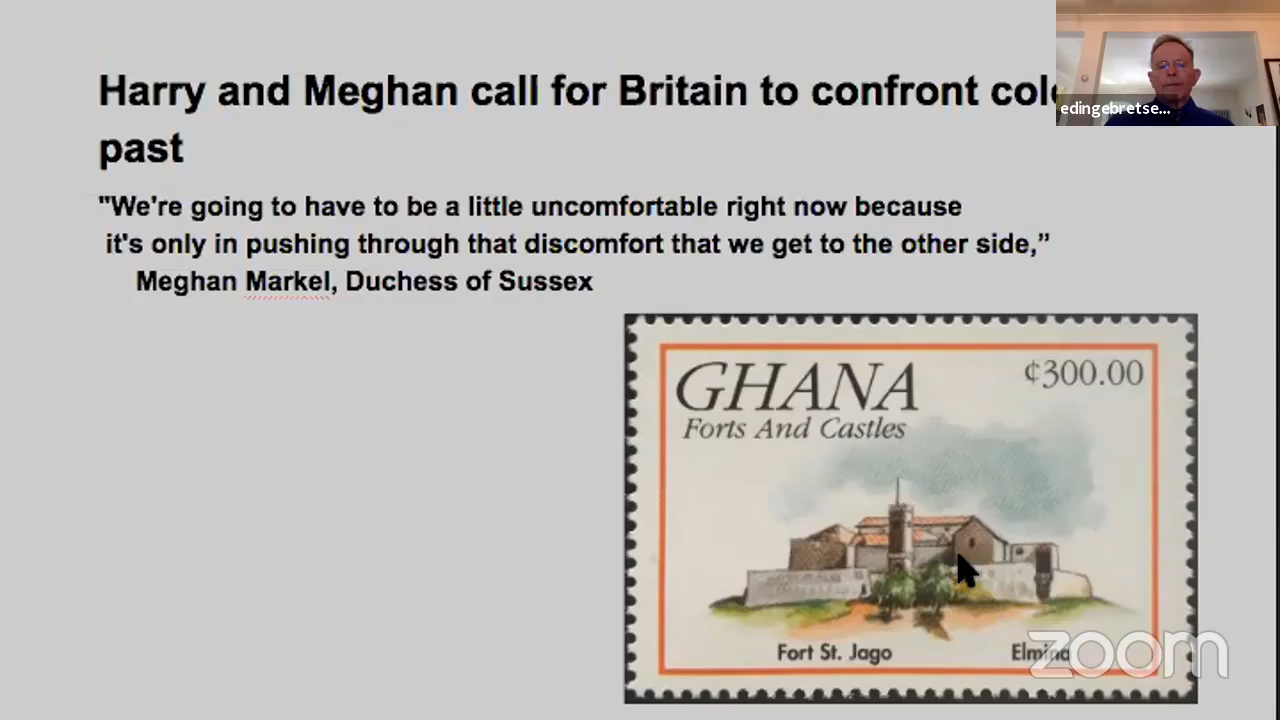 Harry and Meghan call for Britain to confront
past
"We're going to have to be a little uncomfortable right now because
it's only in pushing through that discomfort that we get to the other side,”
Meghan Markel, Duchess of Sussex
edingebretse...
GHANA
¢300.00
Forts And Castles
Fort St. Jago
Elmina
zoom